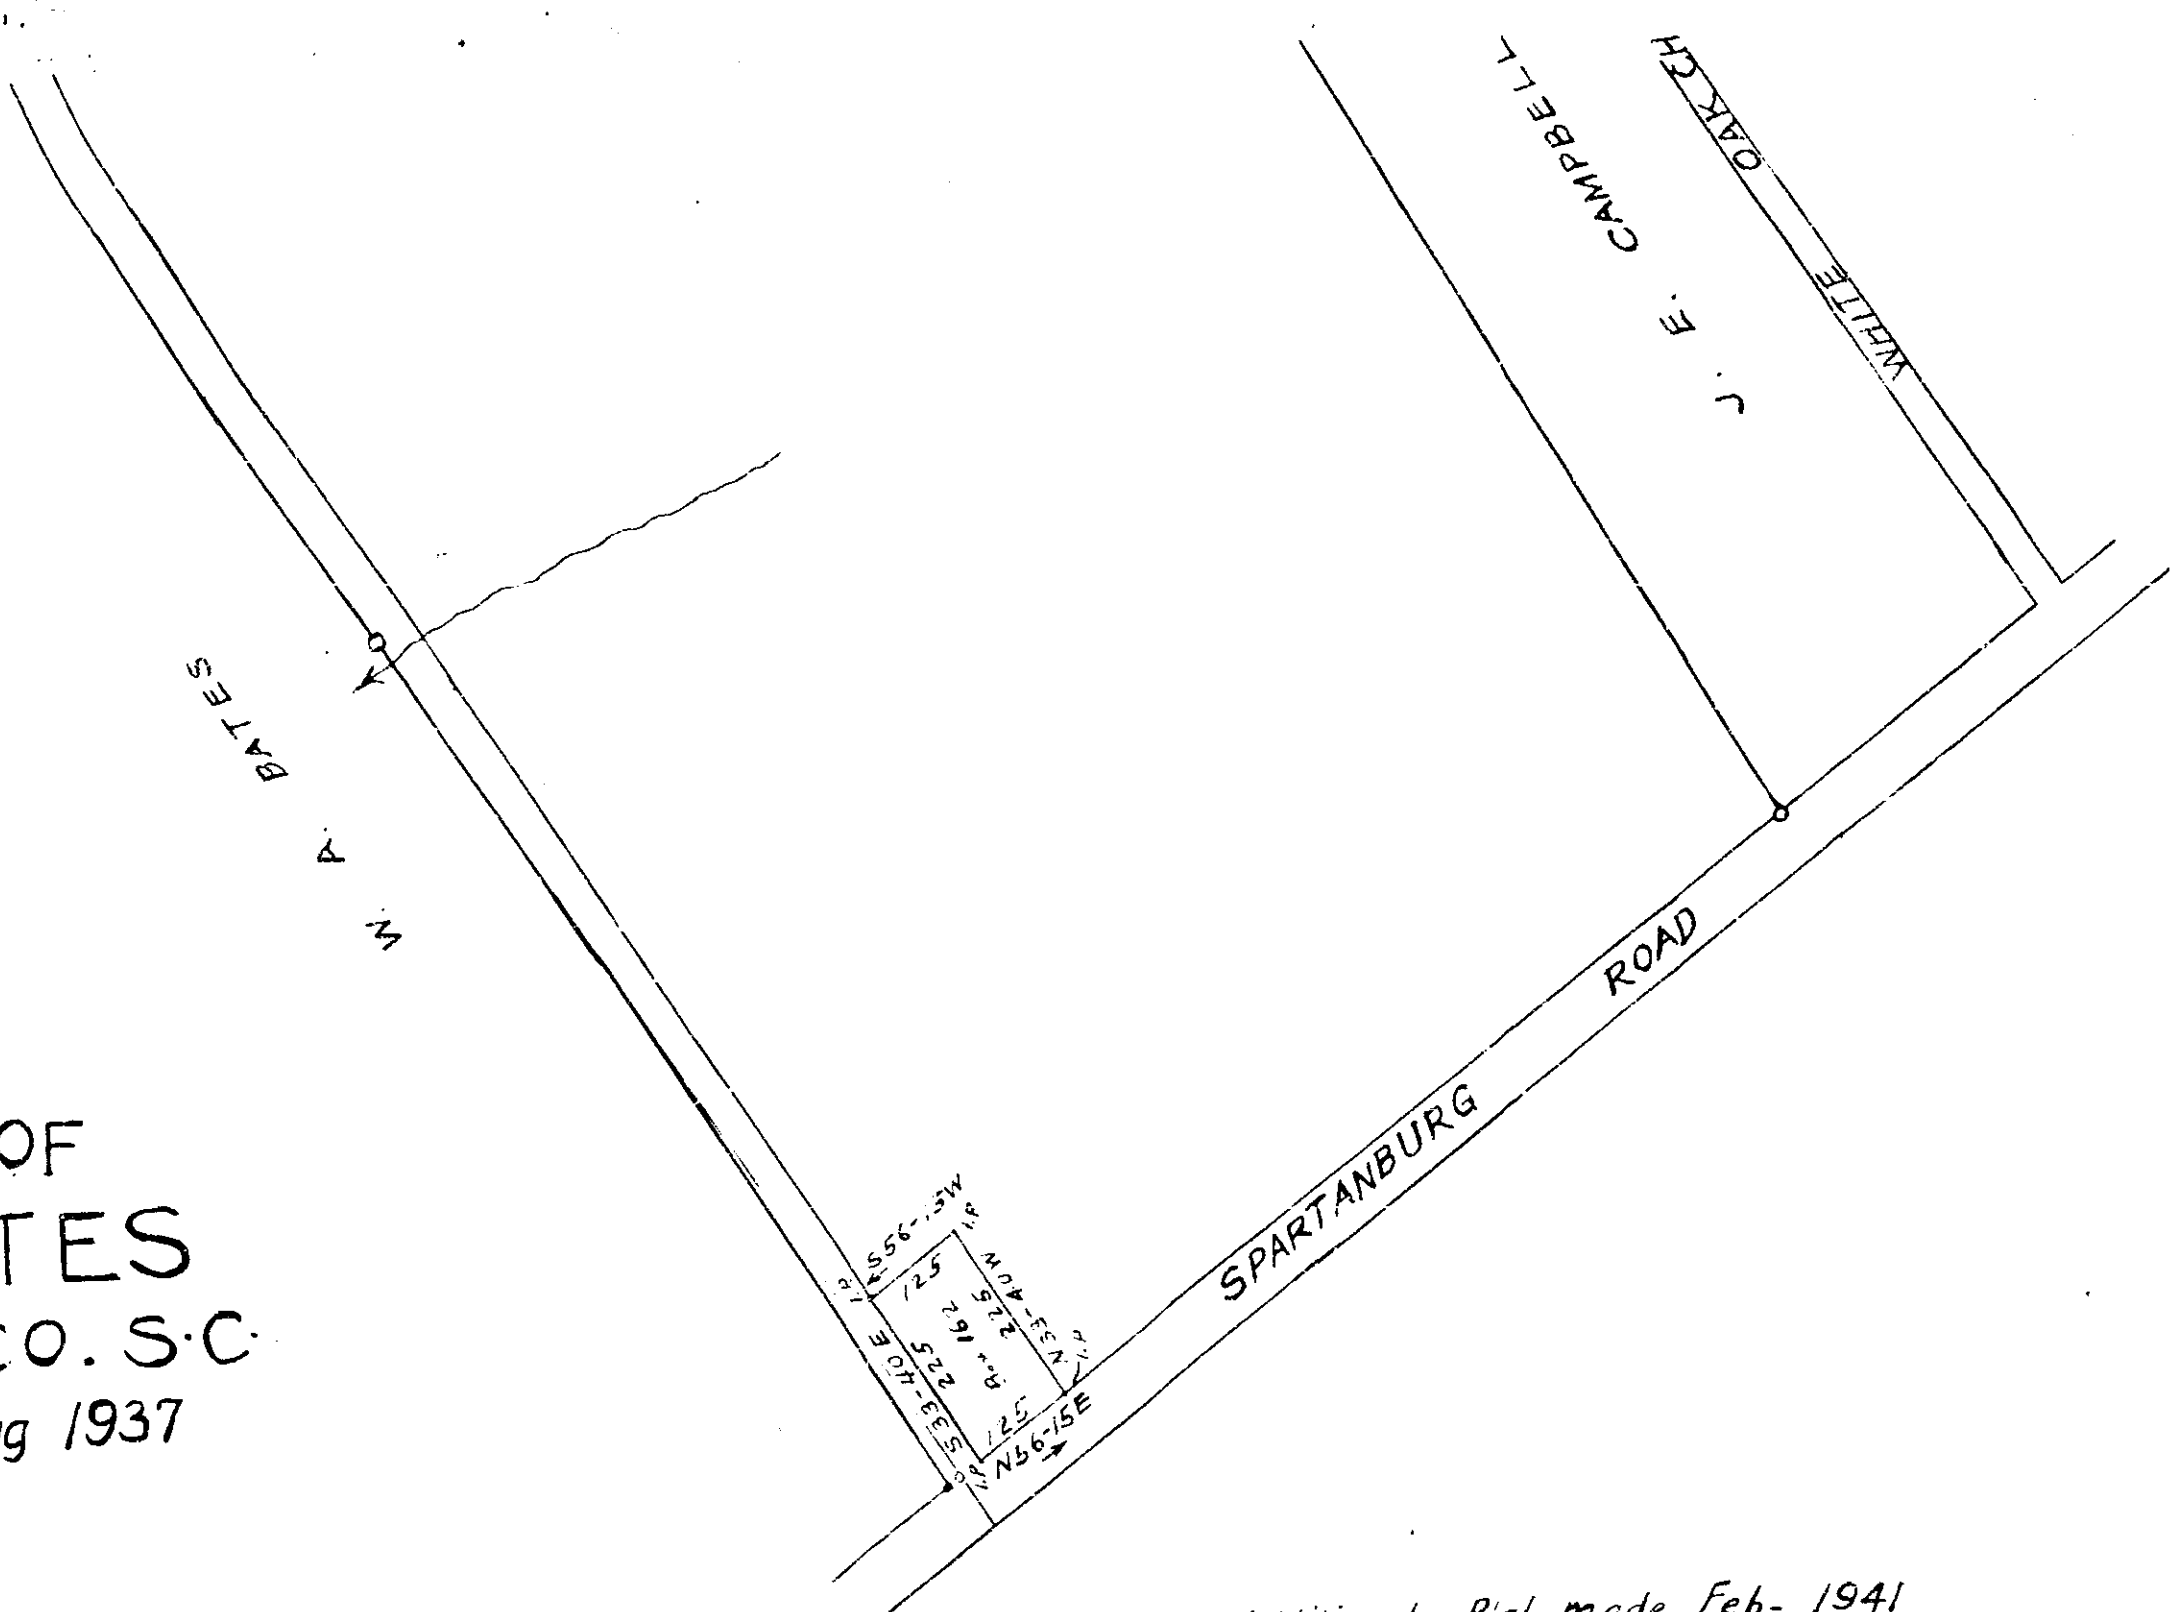 J. E. CAMPBELL
WHITE OAK CH
W. P. BATES
SPARTANBURG ROAD
I.P.
S56-15W
I.P.
125
S33-40E
225
162
225
N33-40W
I.P.
125
I.P.
N56-15E
OF
TES
CO. S.C.
g 1937
Plat made Feb- 1941